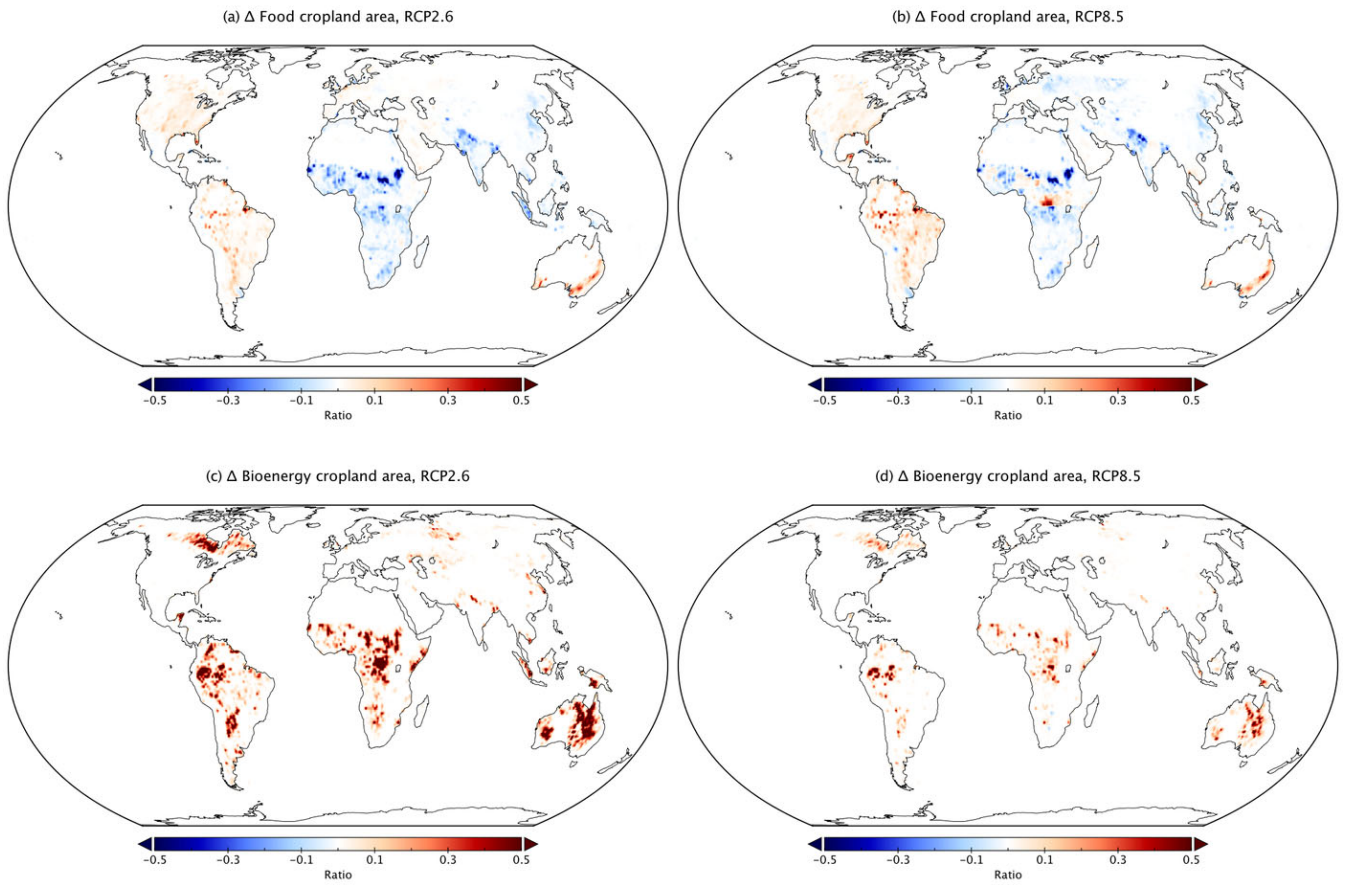 (a) Δ Food cropland area, RCP2.6
(b) Δ Food cropland area, RCP8.5
−0.5 −0.3 −0.1 0.1 0.3 0.5
Ratio
−0.5 −0.3 −0.1 0.1 0.3 0.5
Ratio
(c) Δ Bioenergy cropland area, RCP2.6
(d) Δ Bioenergy cropland area, RCP8.5
−0.5 −0.3 −0.1 0.1 0.3 0.5
Ratio
−0.5 −0.3 −0.1 0.1 0.3 0.5
Ratio